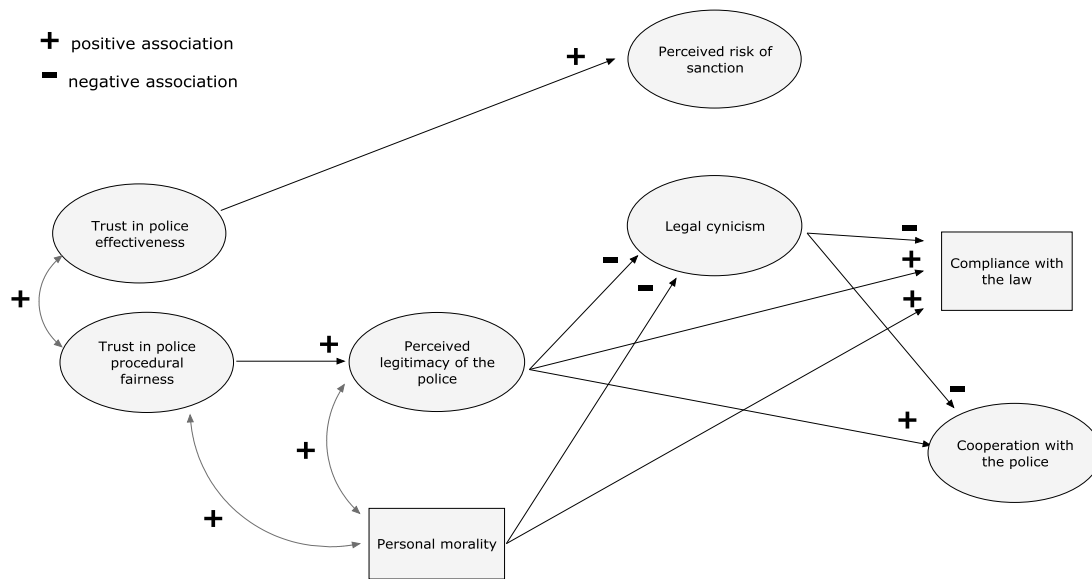 + positive association
- negative association
+
Perceived risk of
sanction
Trust in police
effectiveness
Legal cynicism
-
-
+
+
Compliance with
the law
-
-
+
Trust in police
procedural
fairness
+
Perceived
legitimacy of the
police
-
+
Cooperation with
the police
+
+
Personal morality